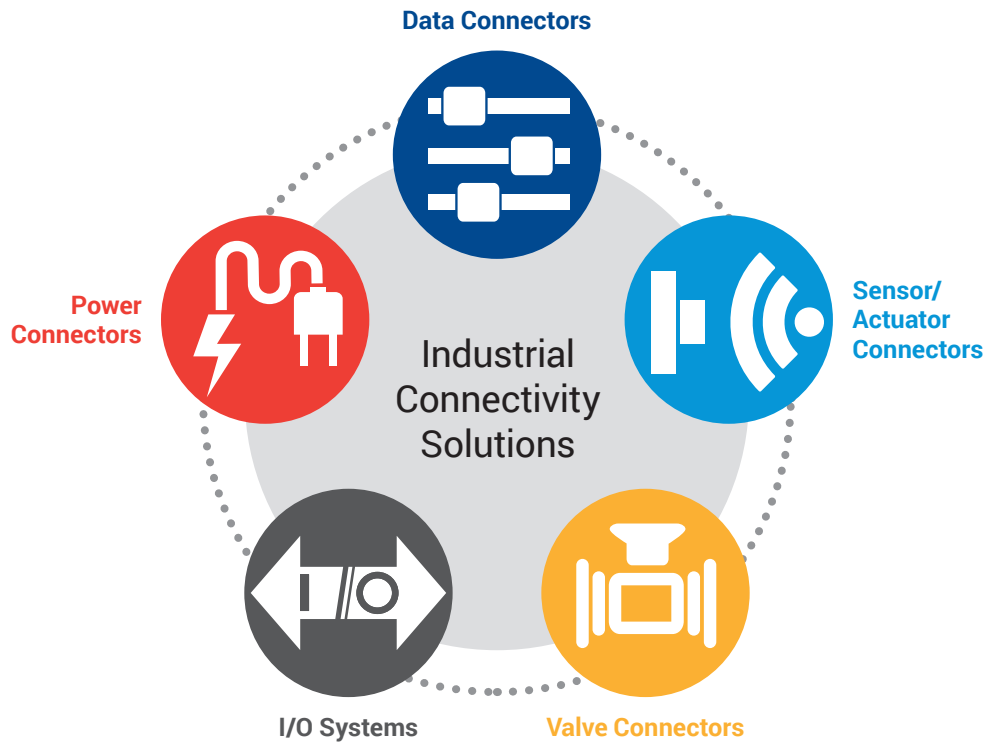 Data Connectors
Power
Connectors
Sensor/
Actuator
Connectors
Industrial
Connectivity
Solutions
I/O
I/O Systems
Valve Connectors